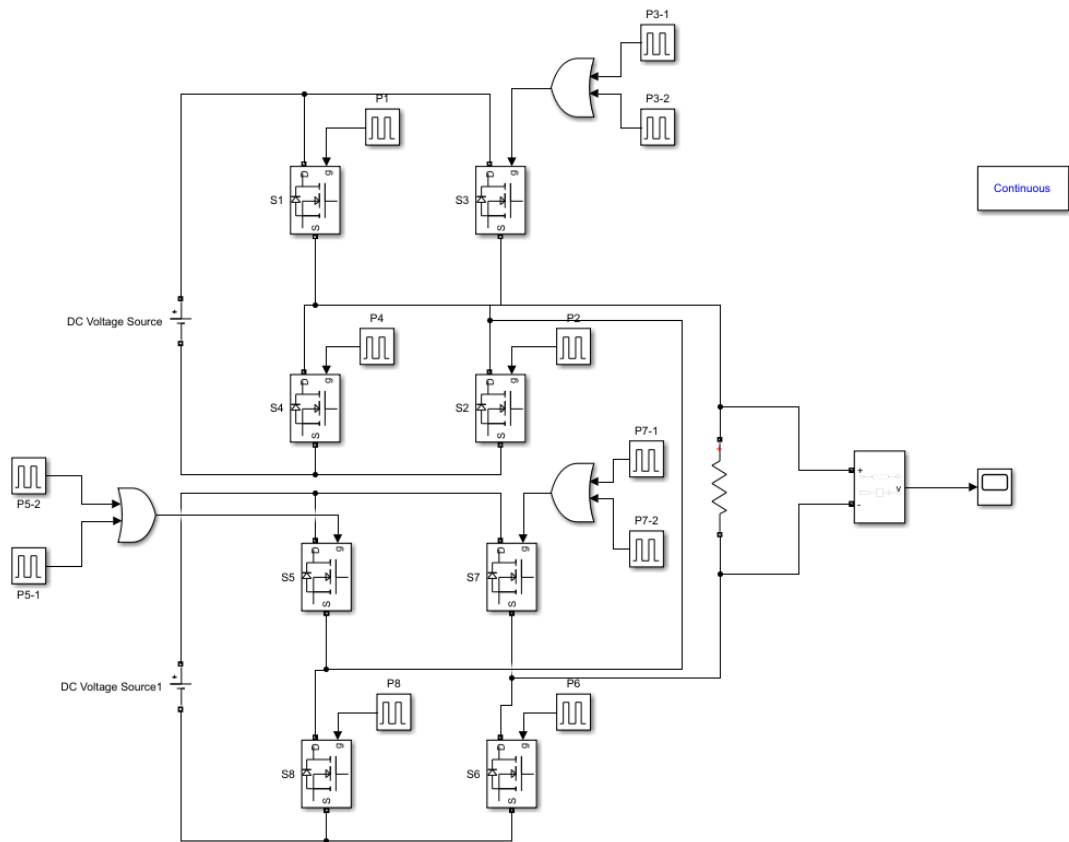 P3-1
P1
P3-2
D
g
S1
S
D
g
S3
S
Continuous
DC Voltage Source
+
P4
P2
D
g
S4
S
D
g
S2
S
P7-1
P5-2
+
v
-
P7-2
D
g
S5
S
D
g
S7
S
P5-1
DC Voltage Source1
+
P8
P6
D
g
S8
S
D
g
S6
S